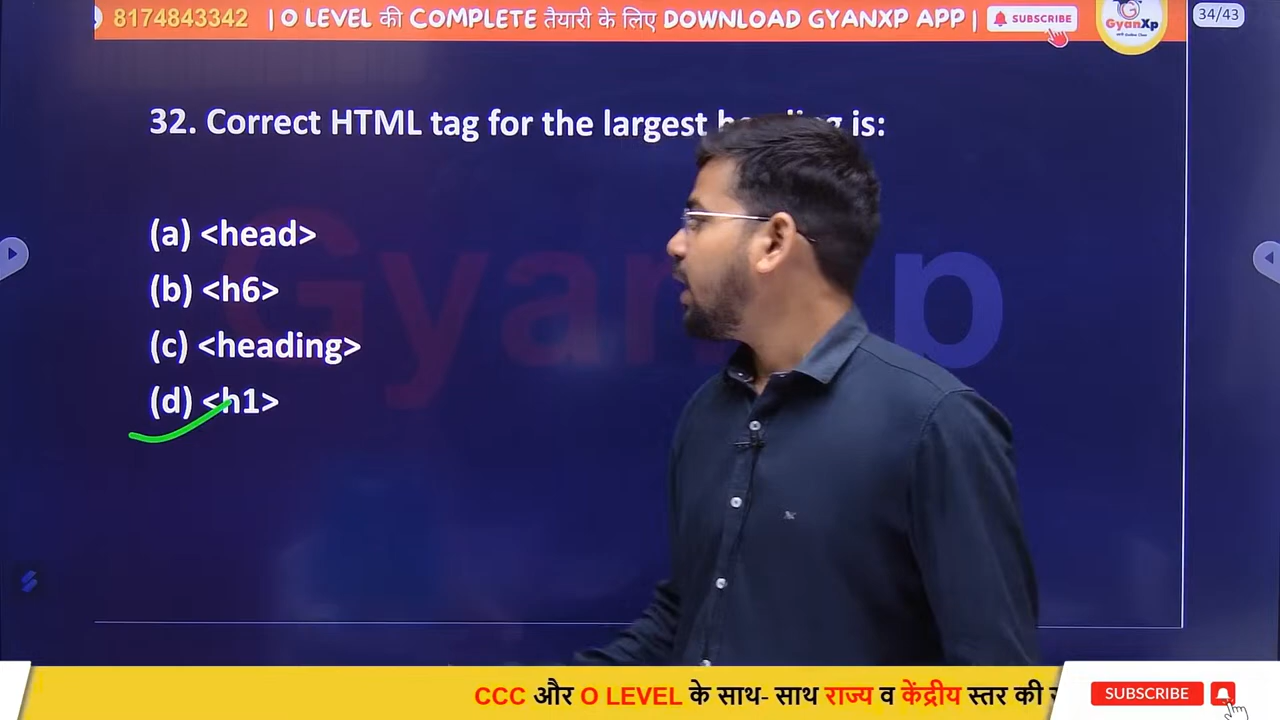 8174843342 | O LEVEL की COMPLETE तैयारी के लिए DOWNLOAD GYANXP APP | SUBSCRIBE
GyanXp
34/43
32. Correct HTML tag for the largest is:
(a) <head>
(b) <h6>
(c) <heading>
(d) <h1>
CCC और O LEVEL के साथ- साथ राज्य व केंद्रीय स्तर की
SUBSCRIBE